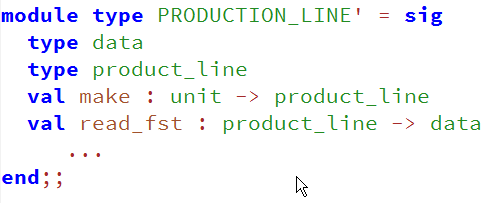 module type PRODUCTION_LINE' = sig
  type data
  type product_line
  val make : unit -> product_line
  val read_fst : product_line -> data
     ...
end;;